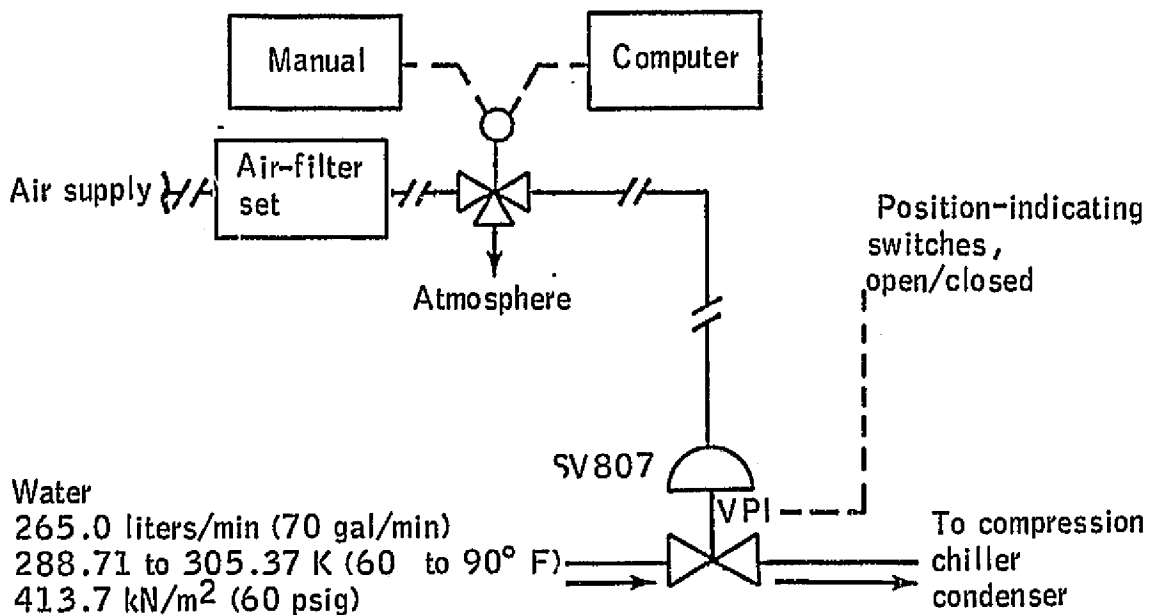 Manual
Computer
Air supply
Air-filter
set
Atmosphere
Position-indicating
switches,
open/closed
SV807
VPI
Water
265.0 liters/min (70 gal/min)
288.71 to 305.37 K (60 to 90° F)
413.7 kN/m² (60 psig)
To compression
chiller
condenser